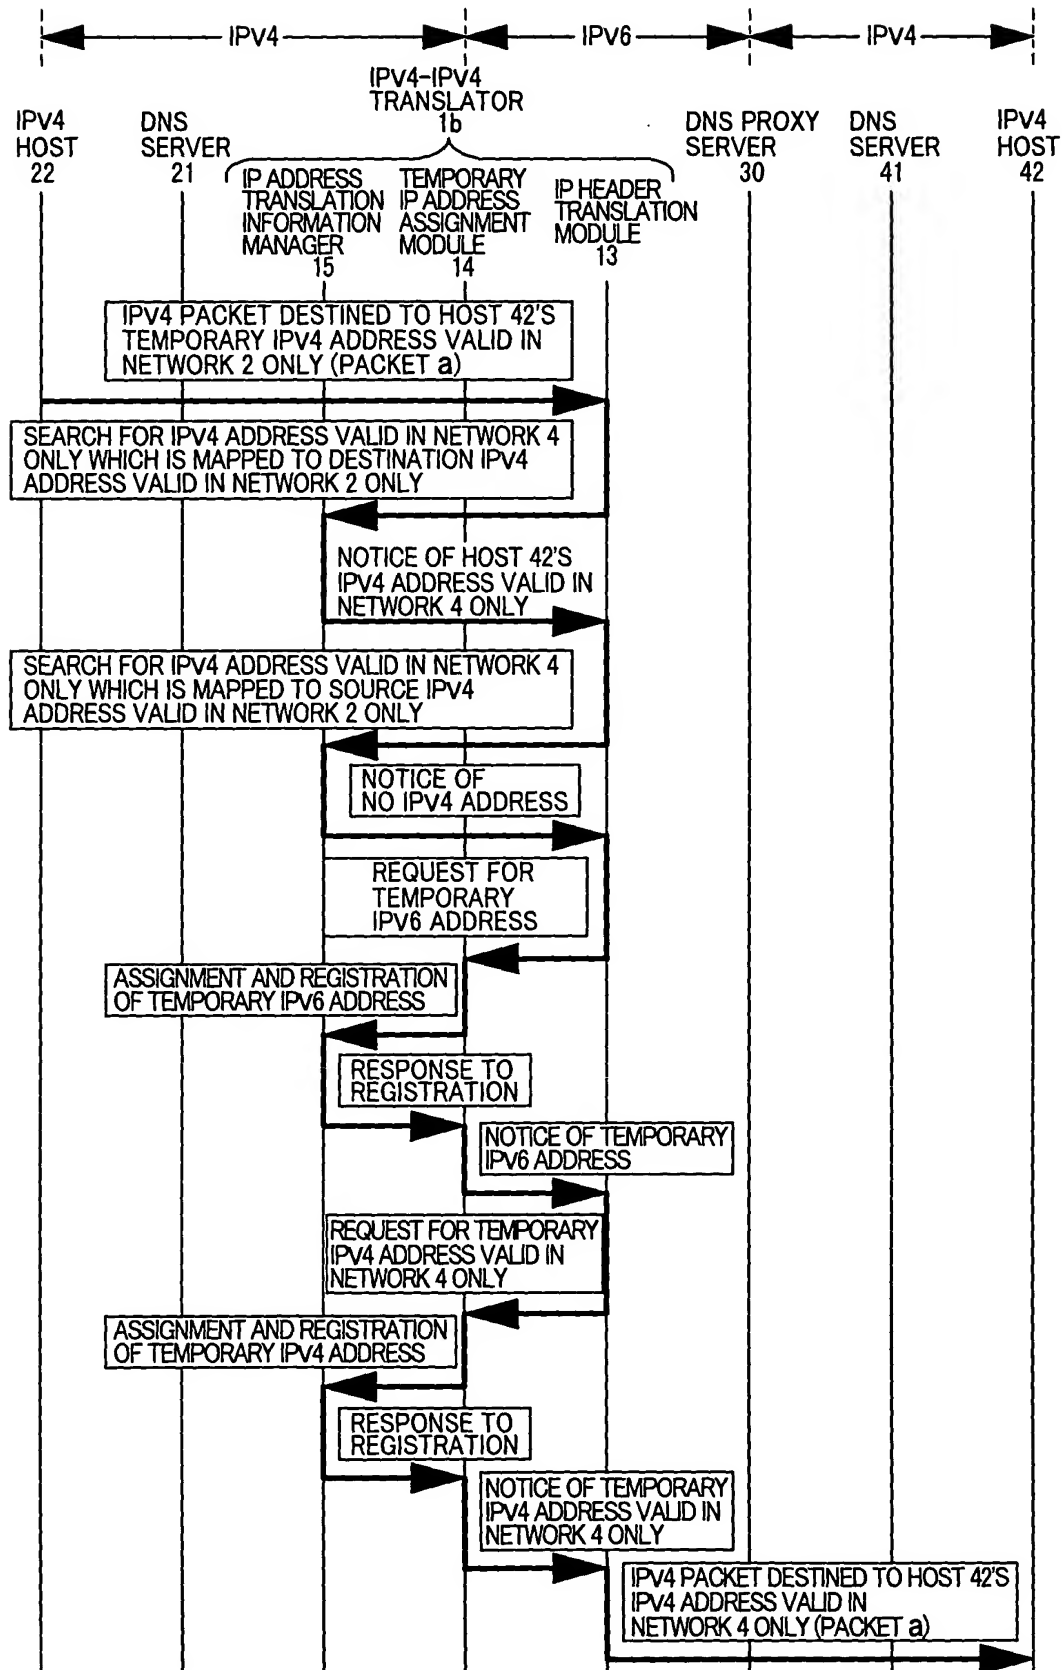 IPV4
IPV6
IPV4
IPV4-IPV4
TRANSLATOR
1b
IPV4
HOST
22
DNS
SERVER
21
IP ADDRESS
TRANSLATION
INFORMATION
MANAGER
15
TEMPORARY
IP ADDRESS
ASSIGNMENT
MODULE
14
IP HEADER
TRANSLATION
MODULE
13
DNS PROXY
SERVER
30
DNS
SERVER
41
IPV4
HOST
42
IPV4 PACKET DESTINED TO HOST 42'S
TEMPORARY IPV4 ADDRESS VALID IN
NETWORK 2 ONLY (PACKET a)
SEARCH FOR IPV4 ADDRESS VALID IN NETWORK 4
ONLY WHICH IS MAPPED TO DESTINATION IPV4
ADDRESS VALID IN NETWORK 2 ONLY
NOTICE OF HOST 42'S
IPV4 ADDRESS VALID IN
NETWORK 4 ONLY
SEARCH FOR IPV4 ADDRESS VALID IN NETWORK 4
ONLY WHICH IS MAPPED TO SOURCE IPV4
ADDRESS VALID IN NETWORK 2 ONLY
NOTICE OF
NO IPV4 ADDRESS
REQUEST FOR
TEMPORARY
IPV6 ADDRESS
ASSIGNMENT AND REGISTRATION
OF TEMPORARY IPV6 ADDRESS
RESPONSE TO
REGISTRATION
NOTICE OF TEMPORARY
IPV6 ADDRESS
REQUEST FOR TEMPORARY
IPV4 ADDRESS VALID IN
NETWORK 4 ONLY
ASSIGNMENT AND REGISTRATION
OF TEMPORARY IPV4 ADDRESS
RESPONSE TO
REGISTRATION
NOTICE OF TEMPORARY
IPV4 ADDRESS VALID IN
NETWORK 4 ONLY
IPV4 PACKET DESTINED TO HOST 42'S
IPV4 ADDRESS VALID IN
NETWORK 4 ONLY (PACKET a)